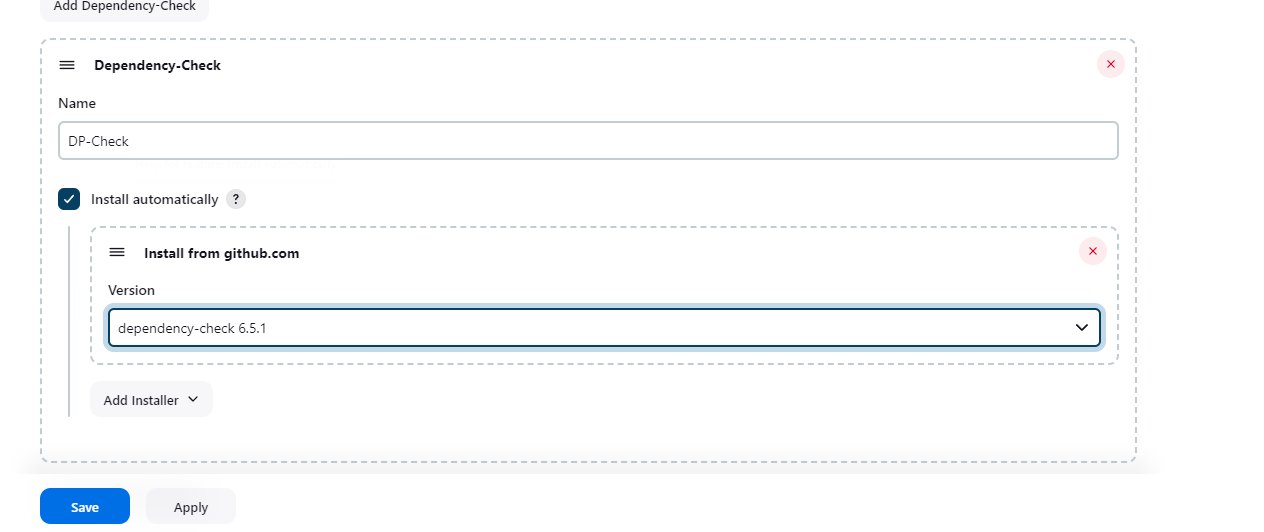 Add Dependency-Check
Dependency-Check
Name
DP-Check
Install automatically ?
Install from github.com
Version
dependency-check 6.5.1
Add Installer
Save Apply